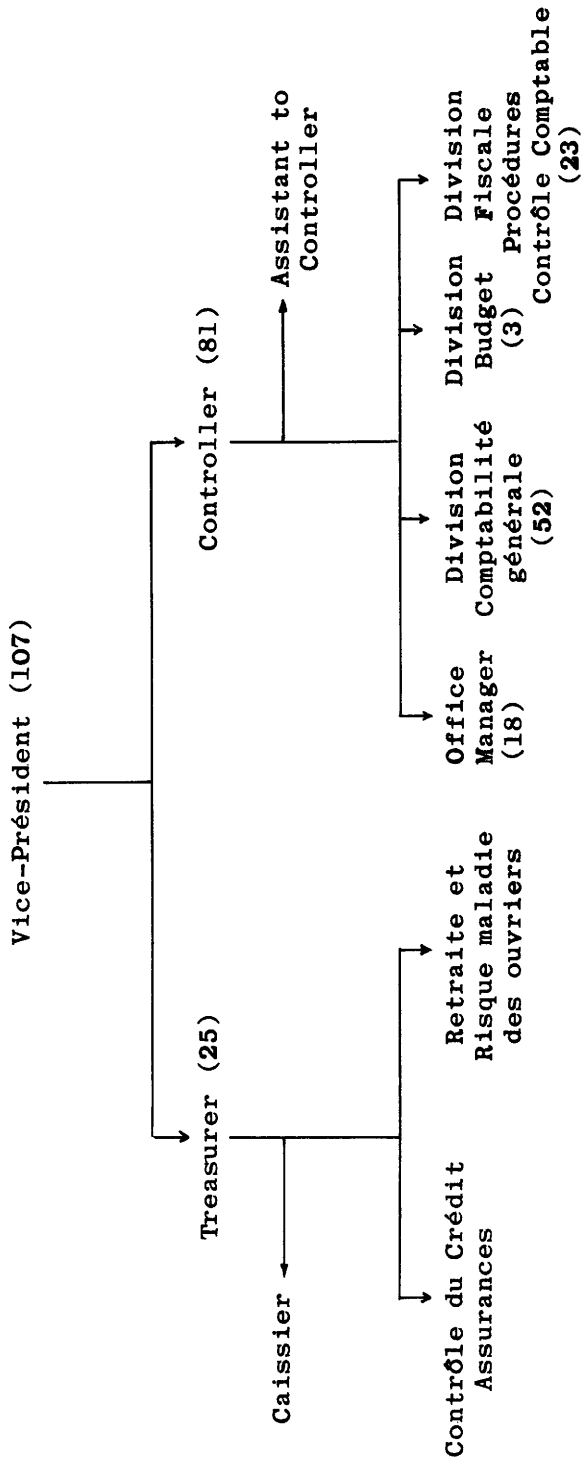 Vice-Président (107)
Treasurer (25)
Controller (81)
Caissier
Assistant to
Controller
Contrôle du Crédit
Assurances
Retraite et
Risque maladie
des ouvriers
Office
Manager
(18)
Division
Comptabilité
générale
(52)
Division
Budget
(3)
Division
Fiscale
Procédures
Contrôle Comptable
(23)